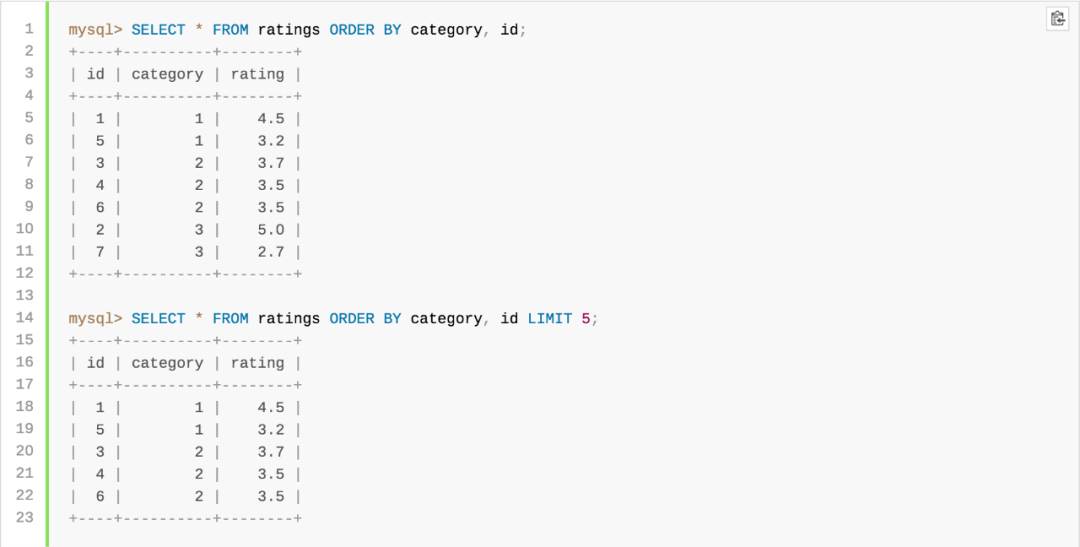 1 mysql> SELECT * FROM ratings ORDER BY category, id;
2 +----+----------+--------+
3 | id | category | rating |
4 +----+----------+--------+
5 |  1 |        1 |    4.5 |
6 |  5 |        1 |    3.2 |
7 |  3 |        2 |    3.7 |
8 |  4 |        2 |    3.5 |
9 |  6 |        2 |    3.5 |
10 |  2 |        3 |    5.0 |
11 |  7 |        3 |    2.7 |
12 +----+----------+--------+
13
14 mysql> SELECT * FROM ratings ORDER BY category, id LIMIT 5;
15 +----+----------+--------+
16 | id | category | rating |
17 +----+----------+--------+
18 |  1 |        1 |    4.5 |
19 |  5 |        1 |    3.2 |
20 |  3 |        2 |    3.7 |
21 |  4 |        2 |    3.5 |
22 |  6 |        2 |    3.5 |
23 +----+----------+--------+